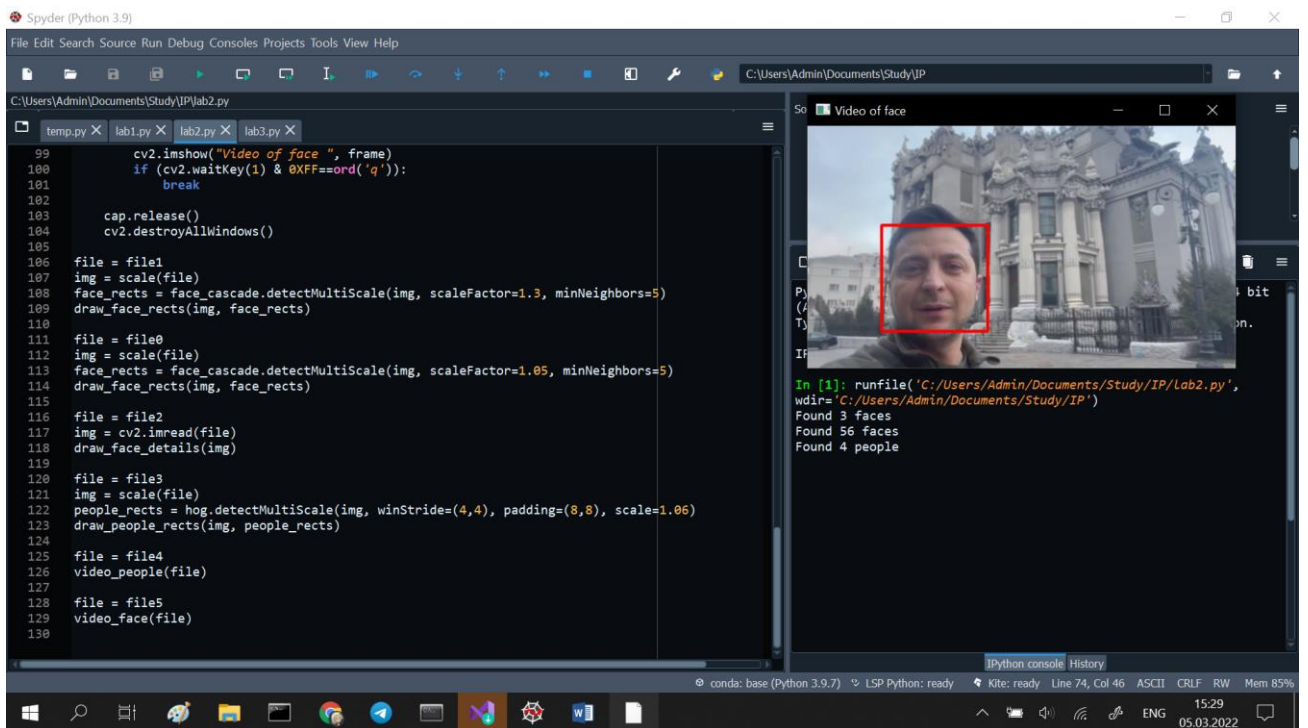 Spyder (Python 3.9)
File Edit Search Source Run Debug Consoles Projects Tools View Help
C:\Users\Admin\Documents\Study\IP
C:\Users\Admin\Documents\Study\IP\lab2.py
temp.py X lab1.py X lab2.py X lab3.py X
99 cv2.imshow("Video of face ", frame)
100 if (cv2.waitKey(1) & 0XFF==ord('q')):
101 break
102
103 cap.release()
104 cv2.destroyAllWindows()
105
106 file = file1
107 img = scale(file)
108 face_rects = face_cascade.detectMultiScale(img, scaleFactor=1.3, minNeighbors=5)
109 draw_face_rects(img, face_rects)
110
111 file = file0
112 img = scale(file)
113 face_rects = face_cascade.detectMultiScale(img, scaleFactor=1.05, minNeighbors=5)
114 draw_face_rects(img, face_rects)
115
116 file = file2
117 img = cv2.imread(file)
118 draw_face_details(img)
119
120 file = file3
121 img = scale(file)
122 people_rects = hog.detectMultiScale(img, winStride=(4,4), padding=(8,8), scale=1.06)
123 draw_people_rects(img, people_rects)
124
125 file = file4
126 video_people(file)
127
128 file = file5
129 video_face(file)
130
So
Video of face
Py
bit
(A
Ty
on.
IP
In [1]: runfile('C:/Users/Admin/Documents/Study/IP/lab2.py',
wdir='C:/Users/Admin/Documents/Study/IP')
Found 3 faces
Found 56 faces
Found 4 people
IPython console History
conda: base (Python 3.9.7) LSP Python: ready Kite: ready Line 74, Col 46 ASCII CRLF RW Mem 85%
ENG
15:29
05.03.2022